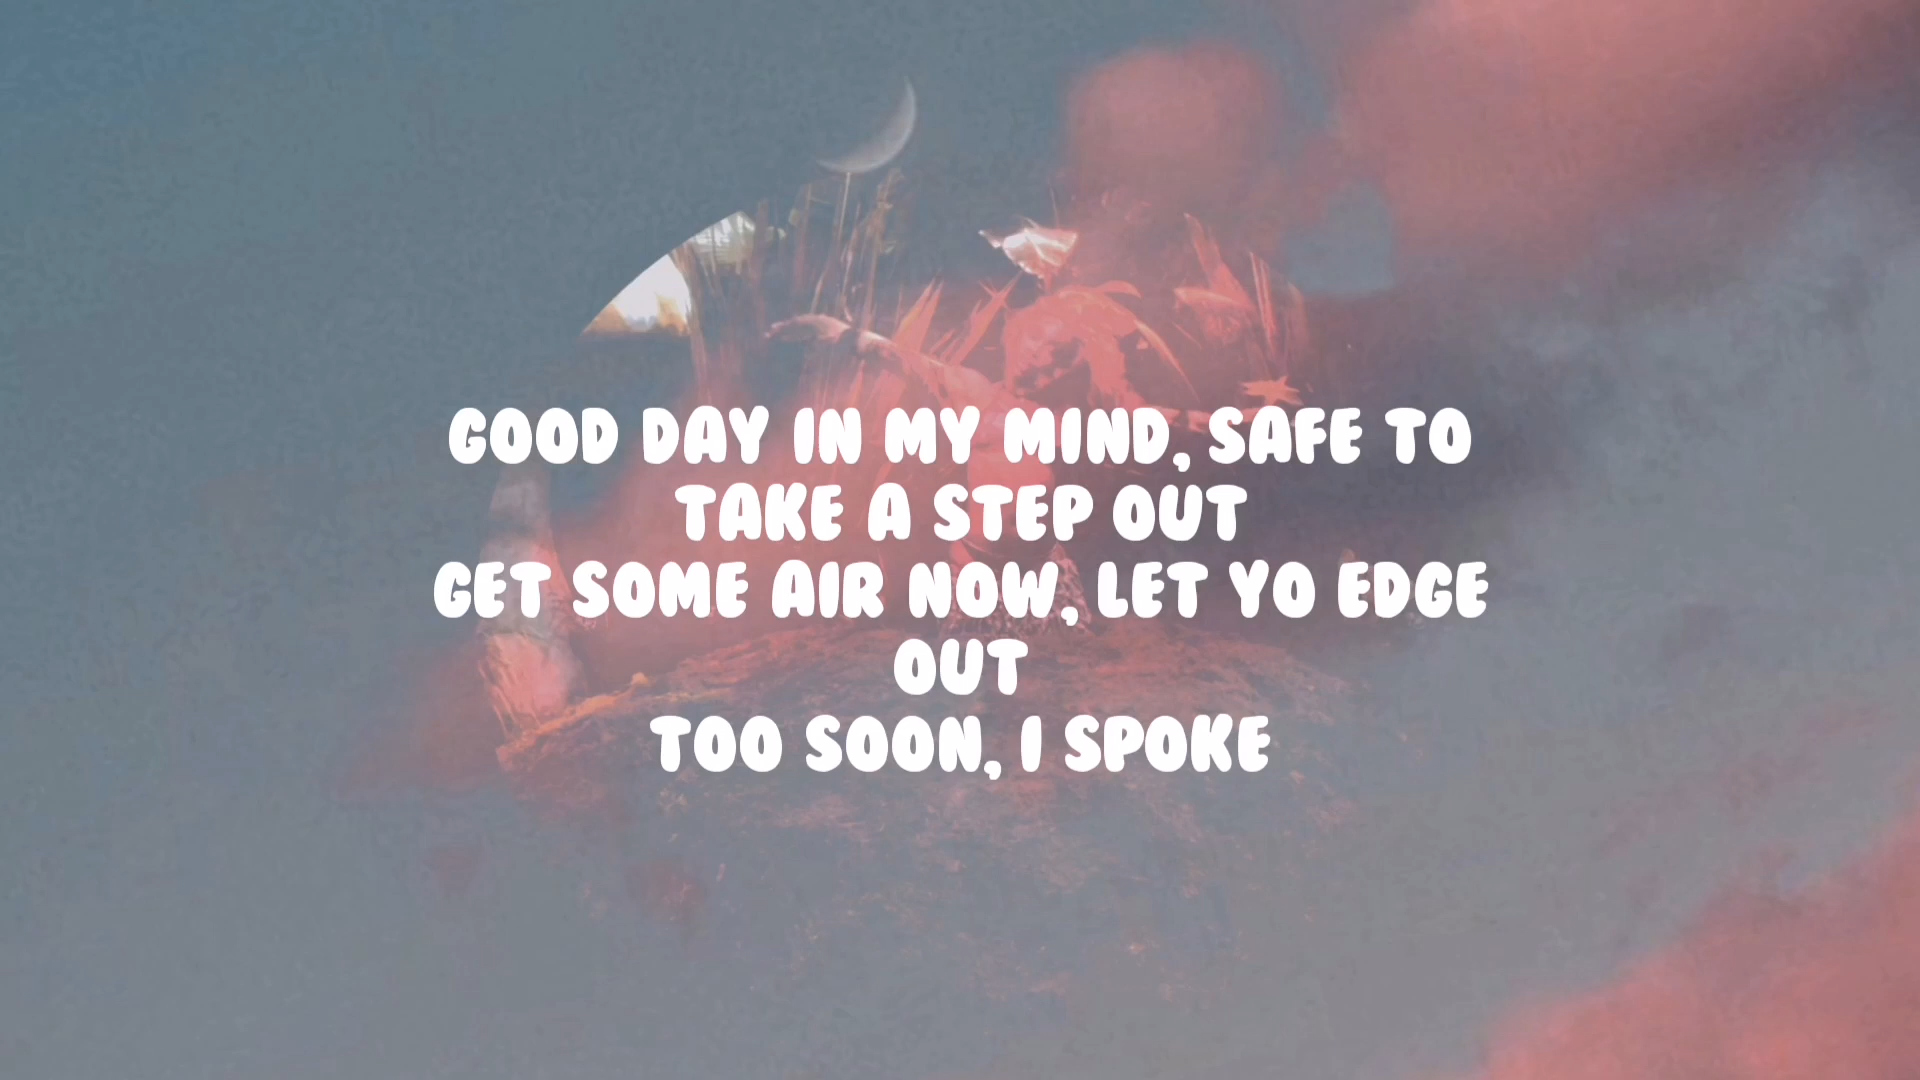 GOOD DAY IN MY MIND, SAFE TO
TAKE A STEP OUT
GET SOME AIR NOW, LET YO EDGE
OUT
TOO SOON, I SPOKE